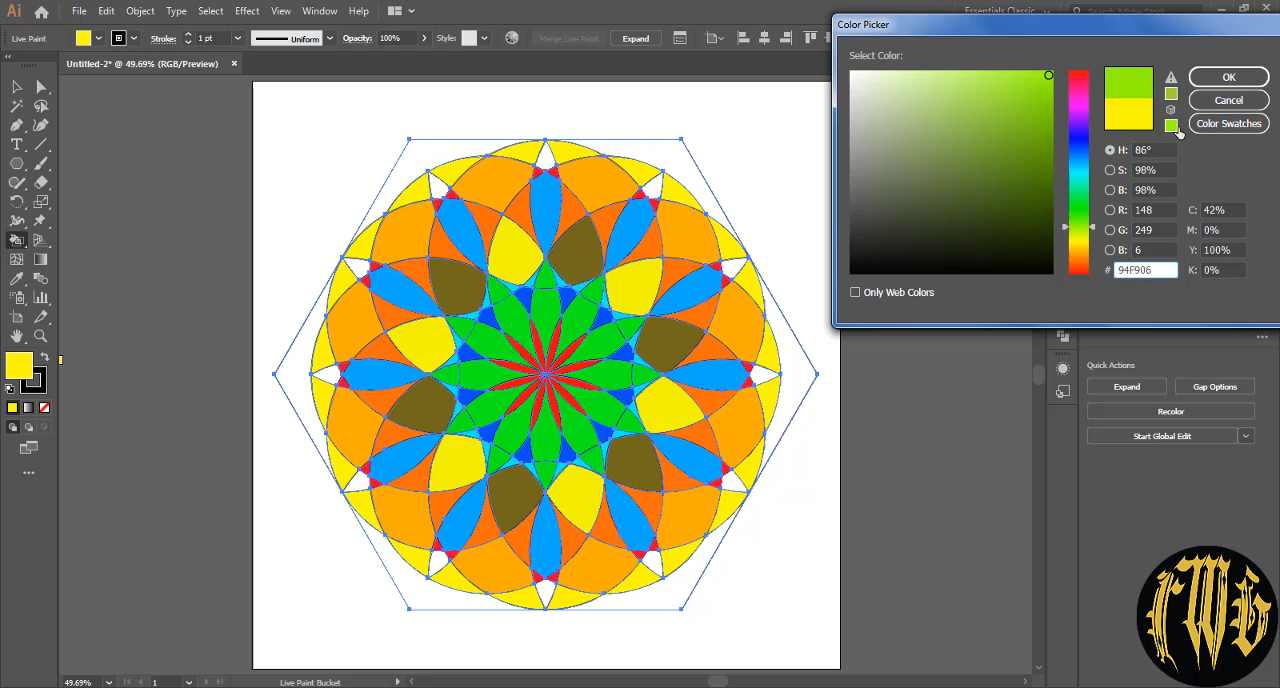 Ai File Edit Object Type Select Effect View Window Help
Essentials Classic
Search Adobe Stock
Color Picker
Live Paint Stroke: 1 pt Uniform Opacity: 100% Style: Merge Live Paint Expand
Untitled-2* @ 49.69% (RGB/Preview) ×
Select Color:
OK
Cancel
Color Swatches
H: 86°
S: 98%
B: 98%
R: 148 C: 42%
G: 249 M: 0%
B: 6 Y: 100%
# 94F906 K: 0%
Only Web Colors
Quick Actions
Expand Gap Options
Recolor
Start Global Edit
49.69% 1 Live Paint Bucket